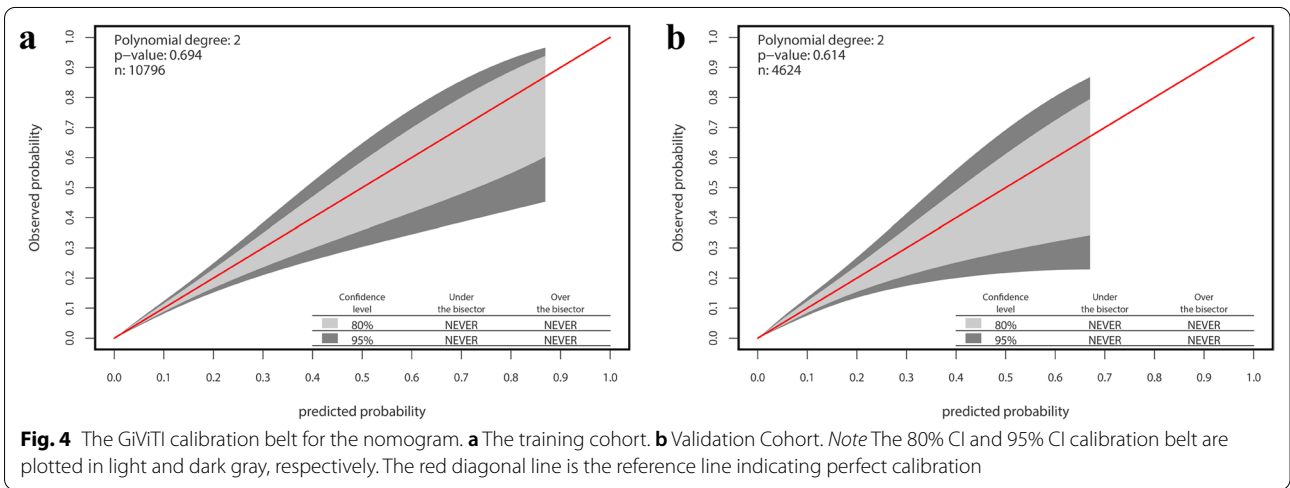 a
Polynomial degree: 2
p−value: 0.694
n: 10796
Observed probability
1.0
0.9
0.8
0.7
0.6
0.5
0.4
0.3
0.2
0.1
0.0
Confidence level Under the bisector Over the bisector
80% NEVER NEVER
95% NEVER NEVER
0.0 0.1 0.2 0.3 0.4 0.5 0.6 0.7 0.8 0.9 1.0
predicted probability
b
Polynomial degree: 2
p−value: 0.614
n: 4624
Observed probability
1.0
0.9
0.8
0.7
0.6
0.5
0.4
0.3
0.2
0.1
0.0
Confidence level Under the bisector Over the bisector
80% NEVER NEVER
95% NEVER NEVER
0.0 0.1 0.2 0.3 0.4 0.5 0.6 0.7 0.8 0.9 1.0
predicted probability
Fig. 4 The GiViTI calibration belt for the nomogram. a The training cohort. b Validation Cohort. Note The 80% CI and 95% CI calibration belt are
plotted in light and dark gray, respectively. The red diagonal line is the reference line indicating perfect calibration